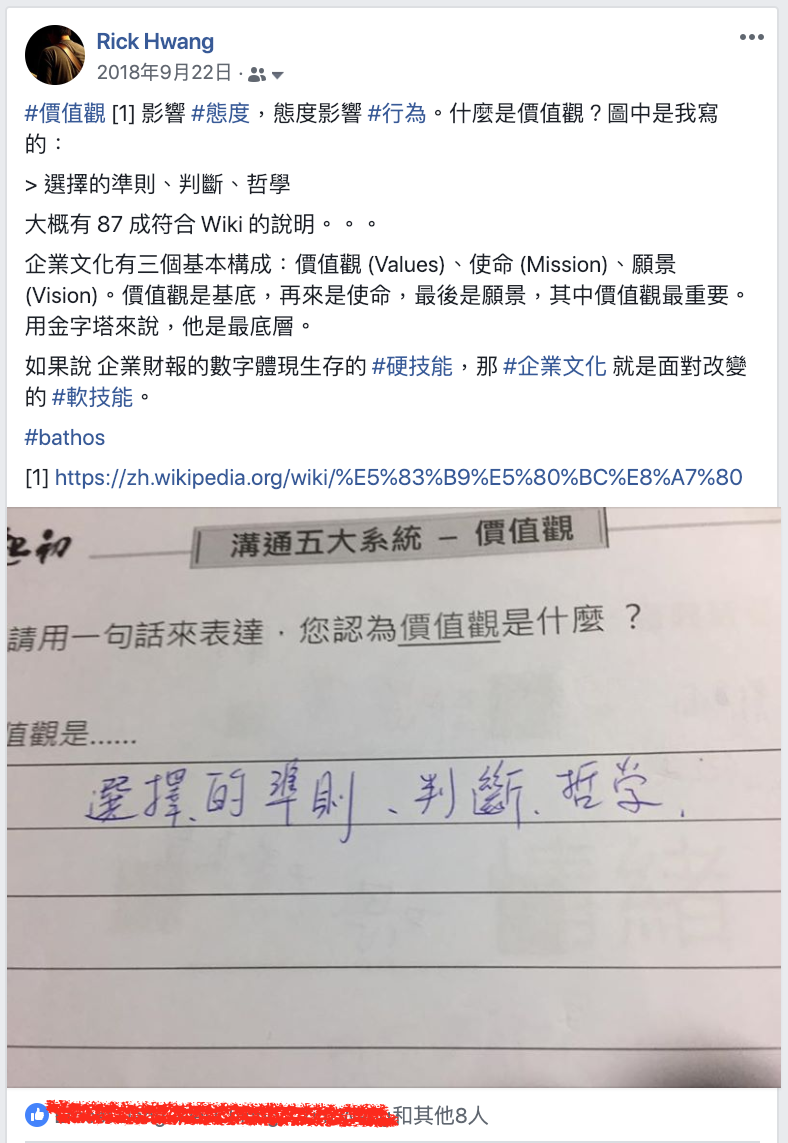 Rick Hwang
2018年9月22日
#價值觀 [1] 影響 #態度，態度影響 #行為。什麼是價值觀？圖中是我寫
的：
> 選擇的準則、判斷、哲學
大概有 87 成符合 Wiki 的說明。。。
企業文化有三個基本構成：價值觀 (Values)、使命 (Mission)、願景
(Vision)。價值觀是基底，再來是使命，最後是願景，其中價值觀最重要。
用金字塔來說，他是最底層。
如果說 企業財報的數字體現生存的 #硬技能，那 #企業文化 就是面對改變
的 #軟技能。
#bathos
[1] https://zh.wikipedia.org/wiki/%E5%83%B9%E5%80%BC%E8%A7%80
初
溝通五大系統 – 價值觀
請用一句話來表達，您認為價值觀是什麼？
值觀是……
選擇的準則、判斷、哲学.
和其他8人